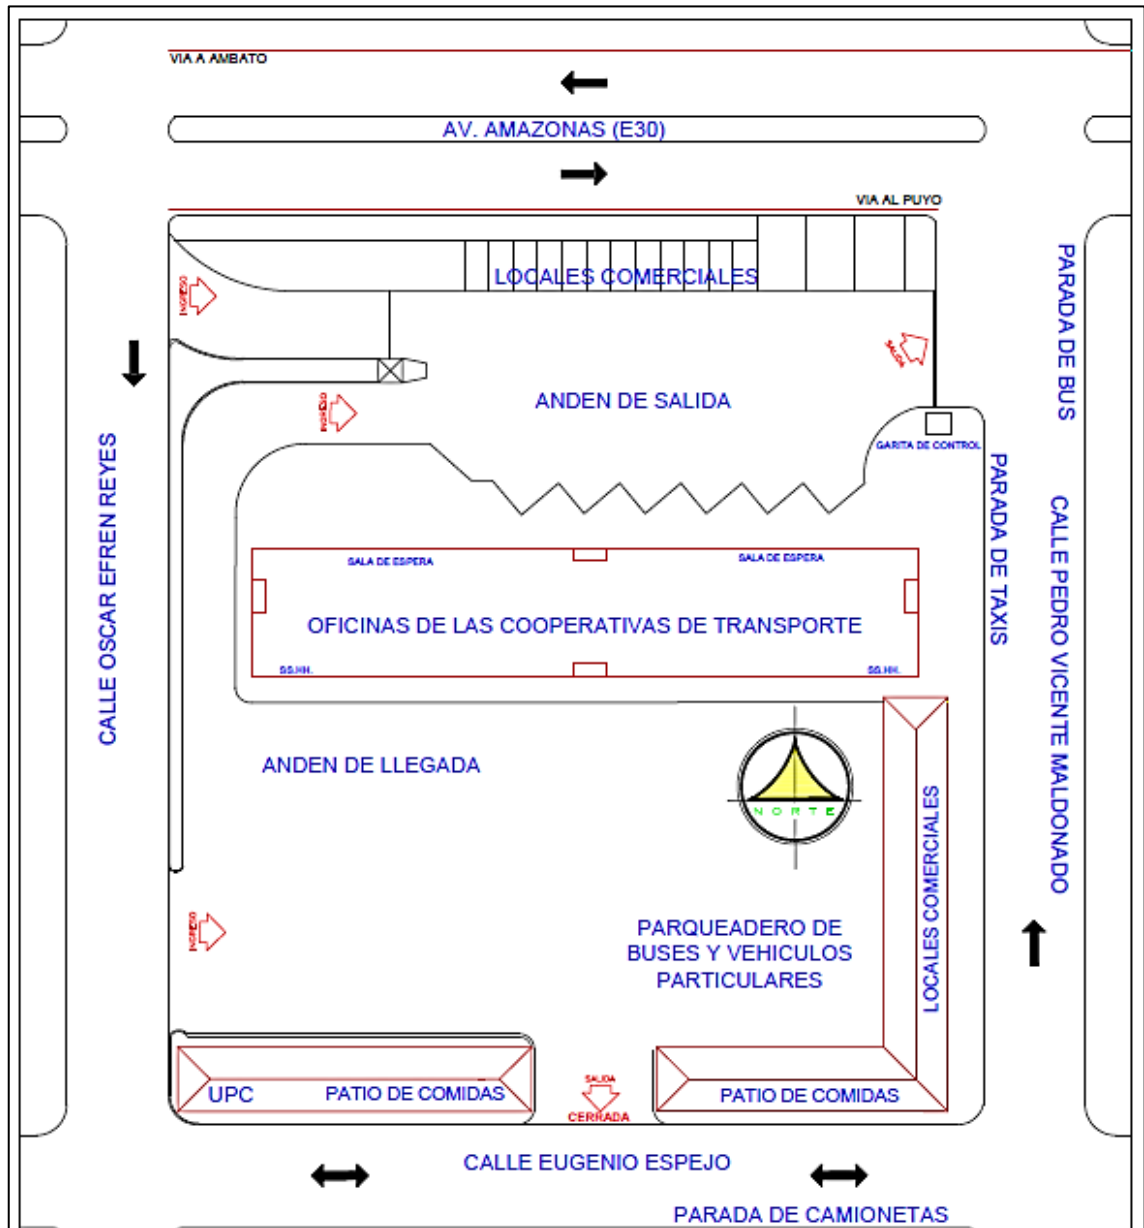 VIA A AMBATO
AV. AMAZONAS (E30)
VIA AL PUYO
LOCALES COMERCIALES
INGRESO
PARADA DE BUS
SALIDA
ANDEN DE SALIDA
INGRESO
GARITA DE CONTROL
CALLE OSCAR EFREN REYES
PARADA DE TAXIS
CALLE PEDRO VICENTE MALDONADO
SALA DE ESPERA
SALA DE ESPERA
OFICINAS DE LAS COOPERATIVAS DE TRANSPORTE
SS.HH.
SS.HH.
ANDEN DE LLEGADA
NORTE
LOCALES COMERCIALES
INGRESO
PARQUEADERO DE
BUSES Y VEHICULOS
PARTICULARES
UPC
PATIO DE COMIDAS
SALIDA
CERRADA
PATIO DE COMIDAS
CALLE EUGENIO ESPEJO
PARADA DE CAMIONETAS